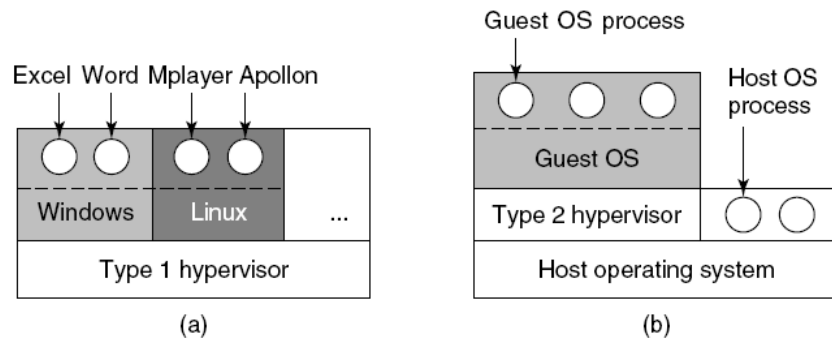 Excel Word Mplayer Apollon
Windows
Linux
...
Type 1 hypervisor
(a)
Guest OS process
Host OS
process
Guest OS
Type 2 hypervisor
Host operating system
(b)